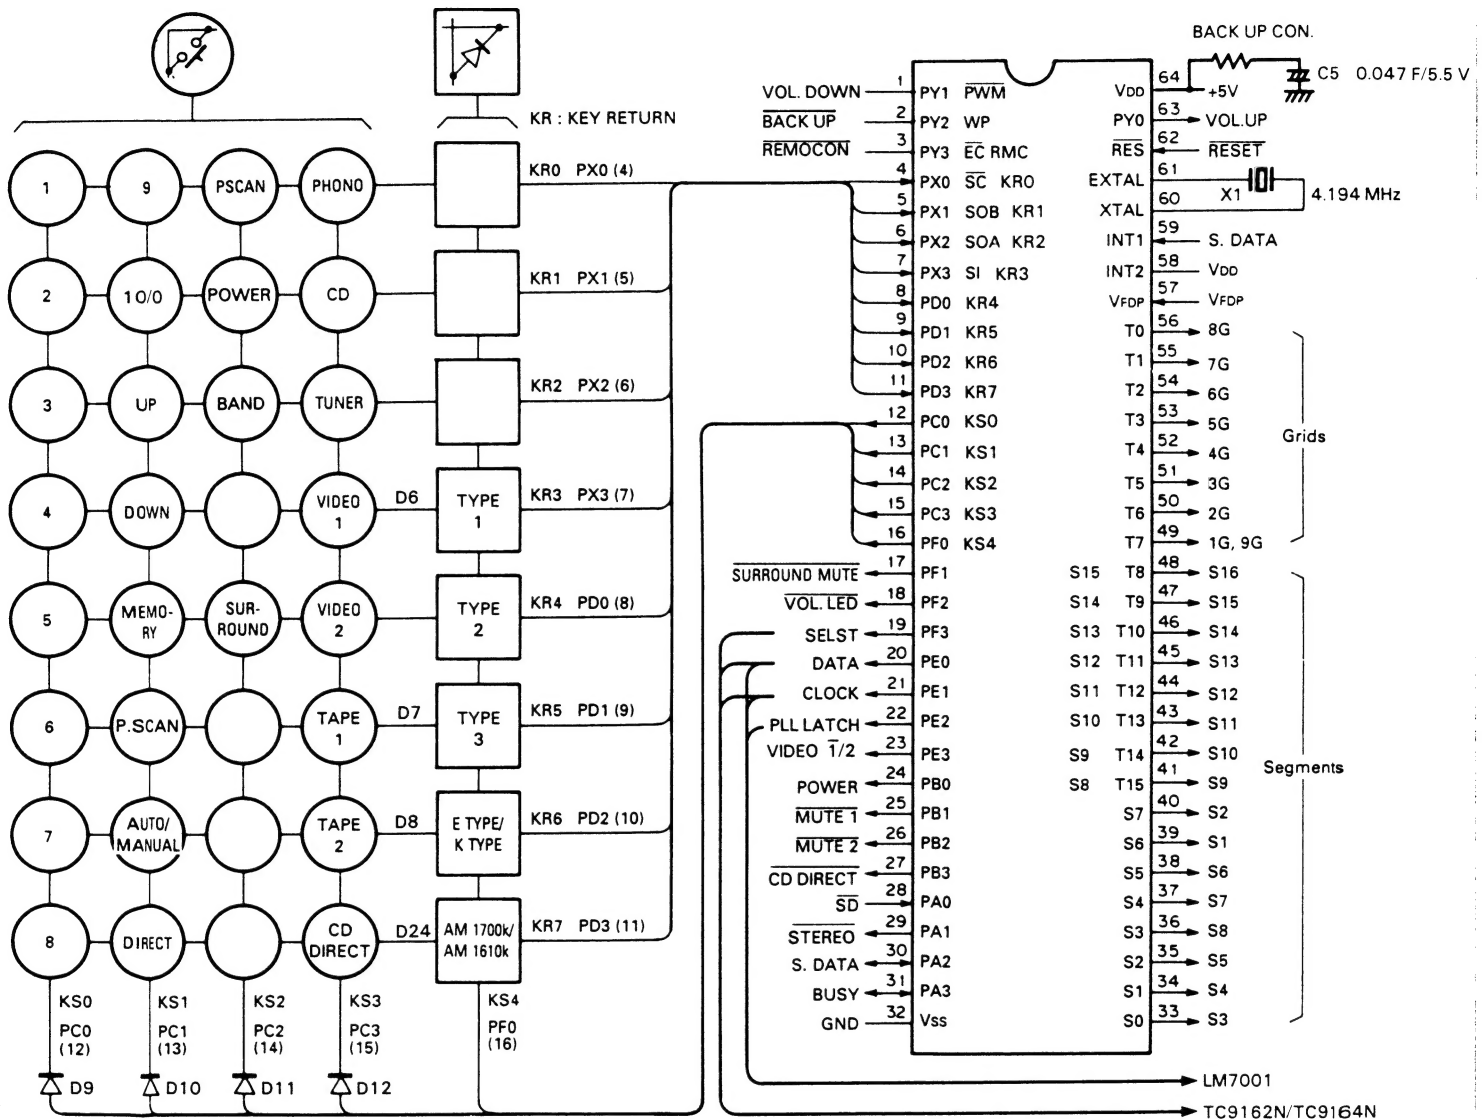 BACK UP CON.
C5 0.047 F/5.5 V
+5V
KR : KEY RETURN
1 9 PSCAN PHONO KR0 PX0 (4)
2 10/0 POWER CD KR1 PX1 (5)
3 UP BAND TUNER KR2 PX2 (6)
4 DOWN VIDEO 1 D6 TYPE 1 KR3 PX3 (7)
5 MEMO-RY SUR-ROUND VIDEO 2 TYPE 2 KR4 PD0 (8)
6 P.SCAN TAPE 1 D7 TYPE 3 KR5 PD1 (9)
7 AUTO/MANUAL TAPE 2 D8 E TYPE/K TYPE KR6 PD2 (10)
8 DIRECT CD DIRECT D24 AM 1700k/AM 1610k KR7 PD3 (11)
KS0 KS1 KS2 KS3 KS4
PC0 PC1 PC2 PC3 PF0
(12) (13) (14) (15) (16)
D9 D10 D11 D12
VOL. DOWN 1 PY1 PWM
BACK UP 2 PY2 WP
REMOCON 3 PY3 EC RMC
4 PX0 SC KR0
5 PX1 SOB KR1
6 PX2 SOA KR2
7 PX3 SI KR3
8 PD0 KR4
9 PD1 KR5
10 PD2 KR6
11 PD3 KR7
12 PC0 KS0
13 PC1 KS1
14 PC2 KS2
15 PC3 KS3
16 PF0 KS4
SURROUND MUTE 17 PF1
VOL. LED 18 PF2
SELST 19 PF3
DATA 20 PE0
CLOCK 21 PE1
PLL LATCH 22 PE2
VIDEO 1/2 23 PE3
POWER 24 PB0
MUTE 1 25 PB1
MUTE 2 26 PB2
CD DIRECT 27 PB3
SD 28 PA0
STEREO 29 PA1
S. DATA 30 PA2
BUSY 31 PA3
GND 32 VSS
VDD 64
PY0 63 VOL.UP
RES 62 RESET
EXTAL 61
X1 4.194 MHz
XTAL 60
INT1 59 S. DATA
INT2 58 VDD
VFDP 57 VFDP
T0 56 8G
T1 55 7G
T2 54 6G
T3 53 5G
Grids
T4 52 4G
T5 51 3G
T6 50 2G
T7 49 1G, 9G
S15 T8 48 S16
S14 T9 47 S15
S13 T10 46 S14
S12 T11 45 S13
S11 T12 44 S12
S10 T13 43 S11
S9 T14 42 S10
Segments
S8 T15 41 S9
S7 40 S2
S6 39 S1
S5 38 S6
S4 37 S7
S3 36 S8
S2 35 S5
S1 34 S4
S0 33 S3
LM7001
TC9162N/TC9164N